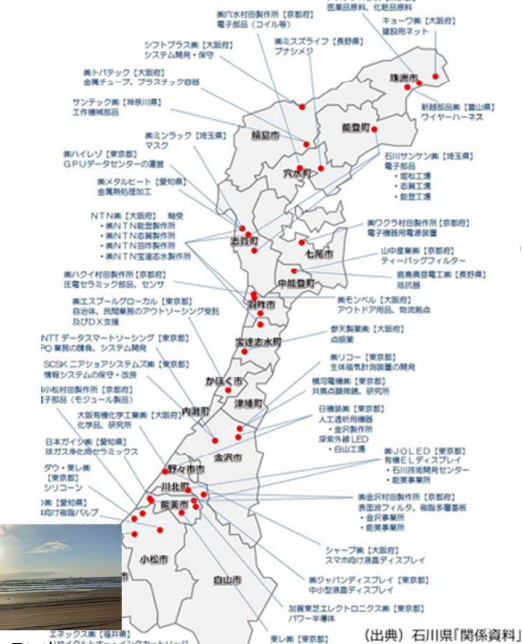 医薬品原料、化粧品原料
㈱穴水村田製作所【京都府】
電子部品（コイル等）
キョーワ㈱【大阪府】
建設用ネット
シフトプラス㈱【大阪府】
システム開発・保守
㈱ミスズライフ【長野県】
ブナシメジ
㈱トパテック【大阪府】
金属チューブ、プラスチック容器
珠洲市
サンテック㈱【神奈川県】
工作機械部品
新越部品㈱【富山県】
ワイヤーハーネス
㈱ミンラック【埼玉県】
マスク
輪島市
能登町
㈱ハイレゾ【東京都】
GPUデータセンターの運営
石川サンケン㈱【埼玉県】
電子部品
・堀松工場
・志賀工場
・能登工場
穴水町
㈱メタルヒート【愛知県】
金属熱処理加工
NTN㈱【大阪府】 軸受
・㈱NTN能登製作所
・㈱NTN志賀製作所
・㈱NTN羽咋製作所
・㈱NTN宝達志水製作所
㈱ワクラ村田製作所【京都府】
電子機器用電源装置
志賀町
七尾市
山中産業㈱【京都府】
ティーバッグフィルター
㈱ハクイ村田製作所【京都府】
圧電セラミック部品、センサ
中能登町
鹿島興亜電工㈱【長野県】
抵抗器
㈱エスプールグローカル【東京都】
自治体、民間業務のアウトソーシング受託
及びDX支援
羽咋市
㈱モンベル【大阪府】
アウトドア用品、物流拠点
NTT データスマートソーシング【東京都】
PO業務の請負、システム開発
宝達志水町
参天製薬㈱【大阪府】
点眼薬
SCSK ニアショアシステムズ㈱【東京都】
情報システムの保守・改良
㈱リコー【東京都】
生体磁気計測装置の開発
かほく市
小松村田製作所【京都府】
子部品（モジュール製品）
横河電機㈱【東京都】
共焦点顕微鏡、研究所
内灘町
津幡町
大阪有機化学工業㈱【大阪府】
化学品、研究所
日機装㈱【東京都】
人工透析用機器
・金沢製作所
深紫外線LED
・白山工場
日本ガイシ㈱【愛知県】
排ガス浄化用セラミックス
金沢市
㈱JOLED【東京都】
有機ELディスプレイ
・石川技術開発センター
・能美事業所
ダウ・東レ㈱
【東京都】
シリコーン
野々市市
川北町
【愛知県】
向け樹脂バルブ
能美市
㈱金沢村田製作所【京都府】
表面波フィルタ、樹脂多層基板
・金沢事業所
・能美事業所
シャープ㈱【大阪府】
スマホ向け液晶ディスプレイ
小松市
白山市
㈱ジャパンディスプレイ【東京都】
中小型液晶ディスプレイ
加賀東芝エレクトロニクス㈱【東京都】
パワー半導体
エネックス㈱【福井県】
東レ㈱【東京都】
（出典）石川県「関係資料